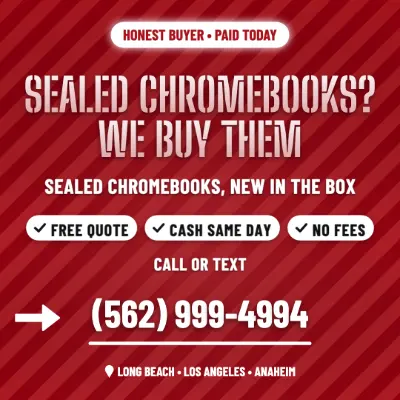 HONEST BUYER • PAID TODAY
SEALED CHROMEBOOKS?
WE BUY THEM
SEALED CHROMEBOOKS, NEW IN THE BOX
✓ FREE QUOTE ✓ CASH SAME DAY ✓ NO FEES
CALL OR TEXT
(562) 999-4994
LONG BEACH • LOS ANGELES • ANAHEIM